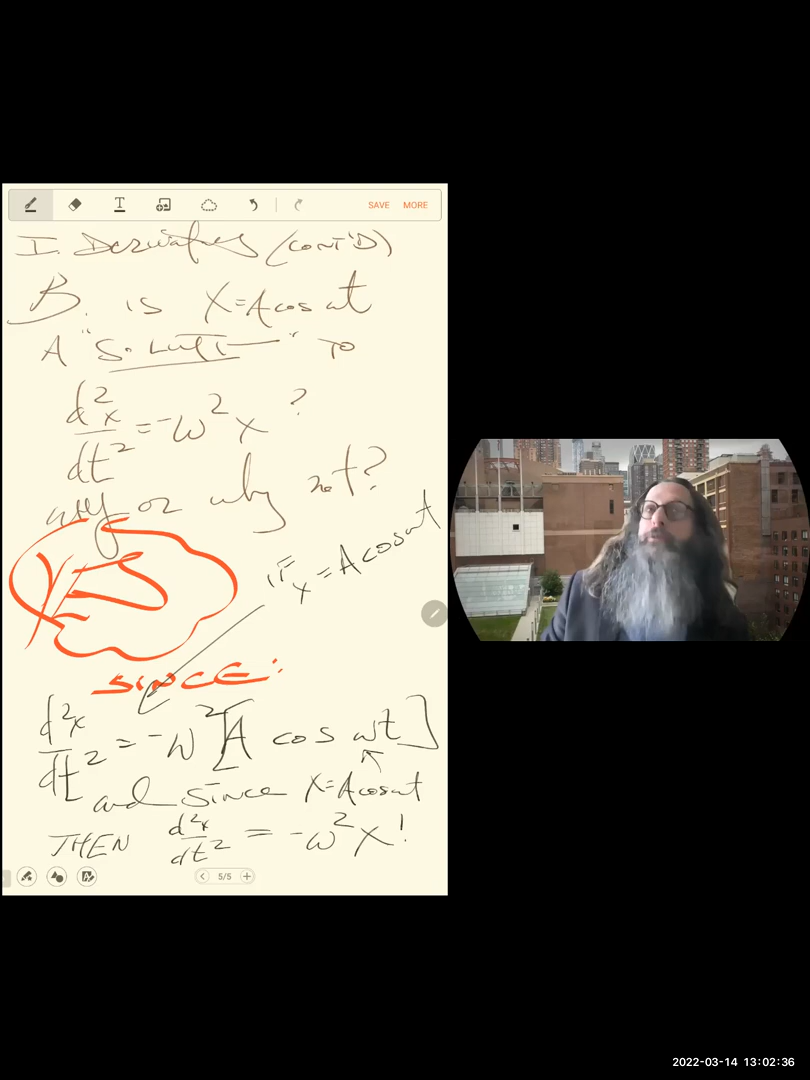 SAVE MORE
I. Derivatives (CONT'D)
B. is X=A cos ωt
A "SOLUTION" TO
d²x/dt² = -ω²x ?
why or why not?
YES
IF x = A cos ωt
SINCE:
d²x/dt² = -ω² [A cos ωt]
and since X=A cos ωt
THEN d²x/dt² = -ω²x!
5/5
2022-03-14 13:02:36